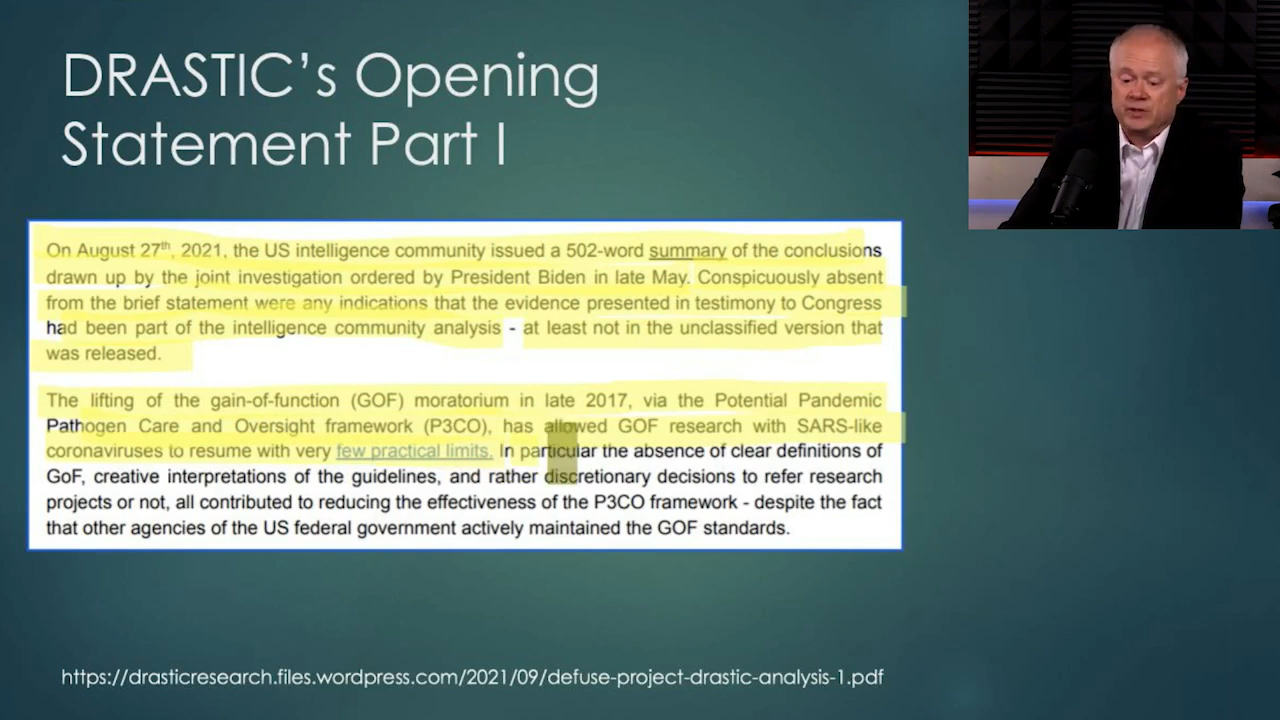 DRASTIC’s Opening
Statement Part I
On August 27th, 2021, the US intelligence community issued a 502-word summary of the conclusions
drawn up by the joint investigation ordered by President Biden in late May. Conspicuously absent
from the brief statement were any indications that the evidence presented in testimony to Congress
had been part of the intelligence community analysis - at least not in the unclassified version that
was released.
The lifting of the gain-of-function (GOF) moratorium in late 2017, via the Potential Pandemic
Pathogen Care and Oversight framework (P3CO), has allowed GOF research with SARS-like
coronaviruses to resume with very few practical limits. In particular the absence of clear definitions of
GoF, creative interpretations of the guidelines, and rather discretionary decisions to refer research
projects or not, all contributed to reducing the effectiveness of the P3CO framework - despite the fact
that other agencies of the US federal government actively maintained the GOF standards.
https://drasticresearch.files.wordpress.com/2021/09/defuse-project-drastic-analysis-1.pdf